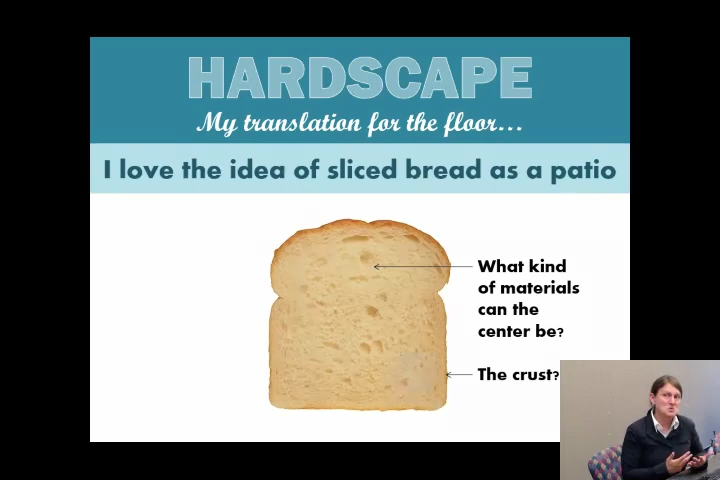 HARDSCAPE
My translation for the floor...
I love the idea of sliced bread as a patio
What kind
of materials
can the
center be?
The crust?